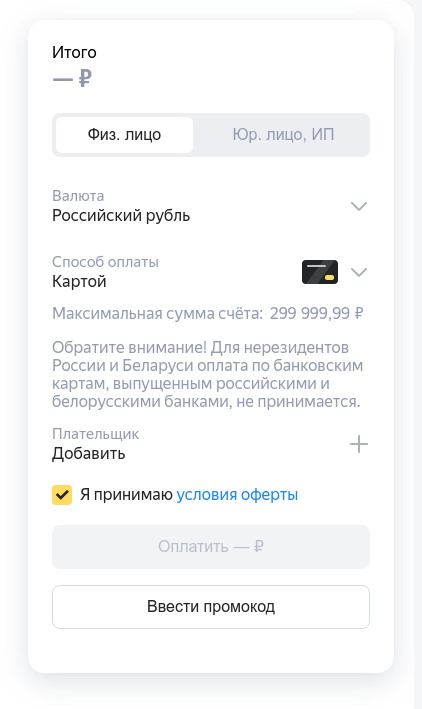 Итого
— ₽
Физ. лицо
Юр. лицо, ИП
Валюта
Российский рубль
Способ оплаты
Картой
Максимальная сумма счёта: 299 999,99 ₽
Обратите внимание! Для нерезидентов
России и Беларуси оплата по банковским
картам, выпущенным российскими и
белорусскими банками, не принимается.
Плательщик
Добавить
Я принимаю условия оферты
Оплатить — ₽
Ввести промокод